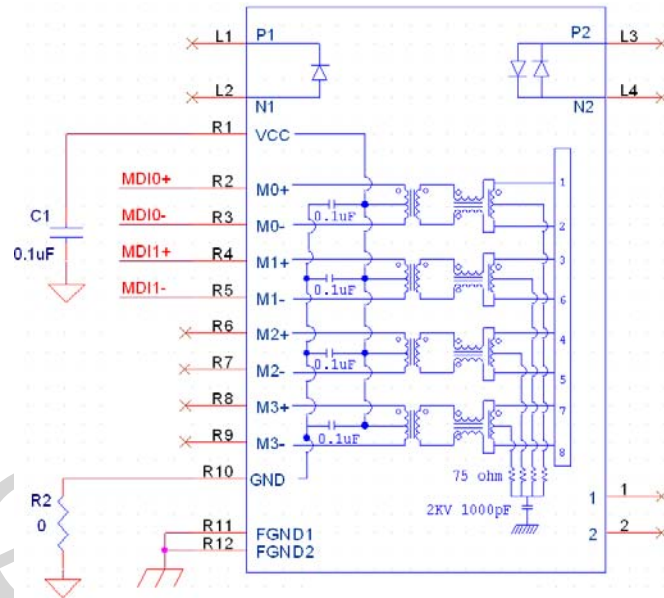 L1 P1 P2 L3
L2 N1 N2 L4
R1 VCC
MDI0+ R2 M0+ 1
0.1uF
MDI0- R3 M0- 2
C1
0.1uF
MDI1+ R4 M1+ 3
0.1uF
MDI1- R5 M1- 6
R6 M2+ 4
0.1uF
R7 M2- 5
R8 M3+ 7
0.1uF
R9 M3- 8
75 ohm
R10 GND
R2
0
2KV 1000pF
1 1
R11 FGND1
2 2
R12 FGND2